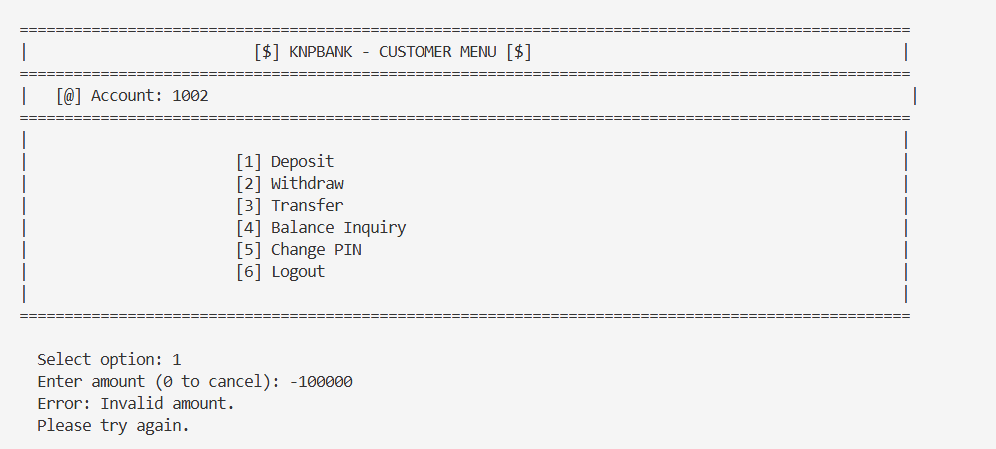 ===================================================================================================
| [$] KNPBANK - CUSTOMER MENU [$] |
===================================================================================================
| [@] Account: 1002 |
===================================================================================================
| |
| [1] Deposit |
| [2] Withdraw |
| [3] Transfer |
| [4] Balance Inquiry |
| [5] Change PIN |
| [6] Logout |
| |
===================================================================================================
Select option: 1
Enter amount (0 to cancel): -100000
Error: Invalid amount.
Please try again.